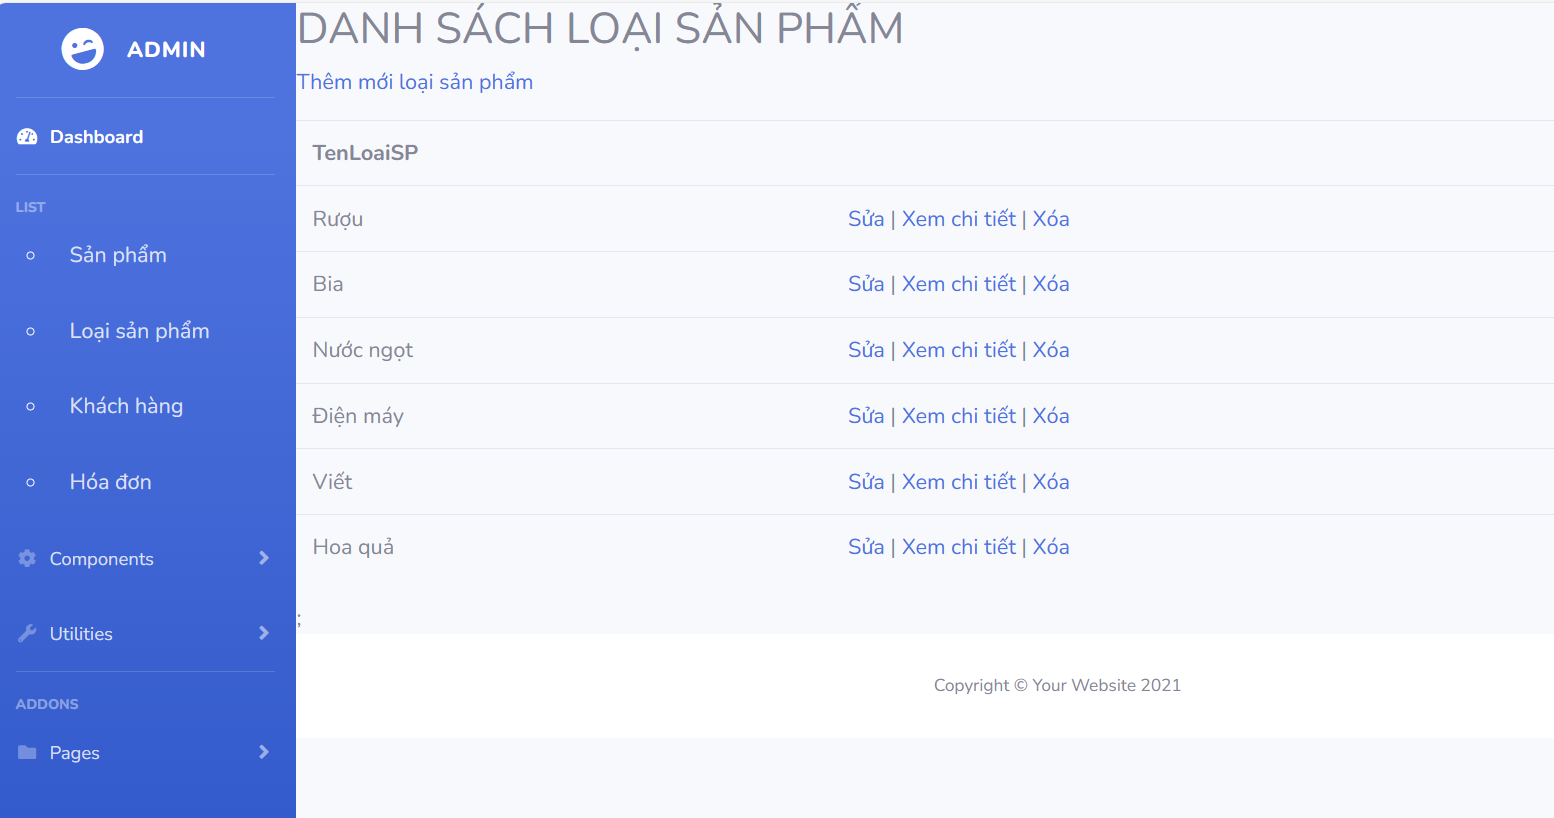 ADMIN
Dashboard
LIST
Sản phẩm
Loại sản phẩm
Khách hàng
Hóa đơn
Components
Utilities
ADDONS
Pages
DANH SÁCH LOẠI SẢN PHẨM
Thêm mới loại sản phẩm
TenLoaiSP
Rượu Sửa | Xem chi tiết | Xóa
Bia Sửa | Xem chi tiết | Xóa
Nước ngọt Sửa | Xem chi tiết | Xóa
Điện máy Sửa | Xem chi tiết | Xóa
Viết Sửa | Xem chi tiết | Xóa
Hoa quả Sửa | Xem chi tiết | Xóa
;
Copyright © Your Website 2021